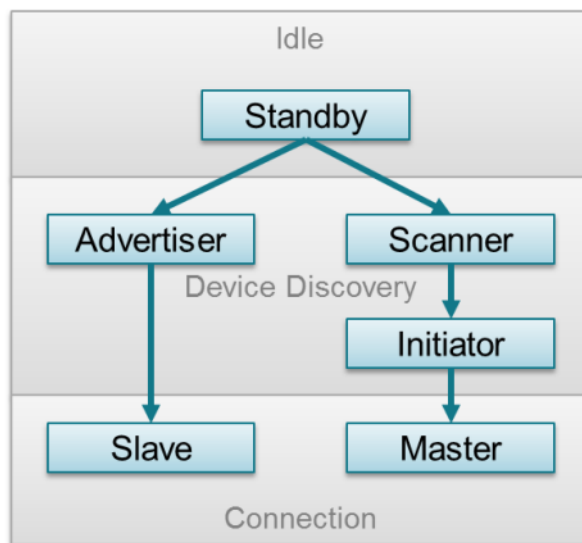 Idle
Standby
Advertiser
Scanner
Device Discovery
Initiator
Slave
Master
Connection